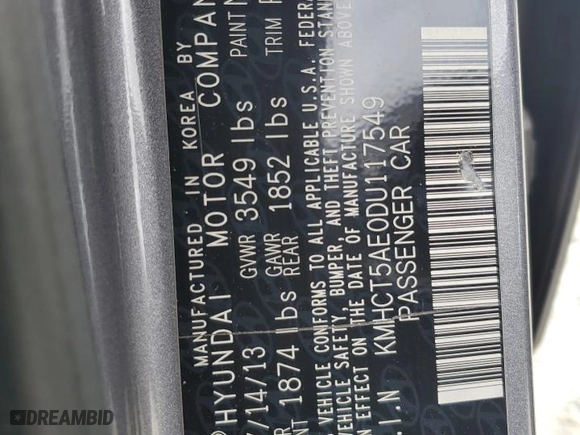 MANUFACTURED IN KOREA BY
HYUNDAI MOTOR COMPAN
/14/13 GVWR 3549 lbs PAINT N
1874 lbs GAWR REAR 1852 lbs TRIM
VEHICLE CONFORMS TO ALL APPLICABLE U.S.A. FEDERA
VEHICLE SAFETY, BUMPER, AND THEFT PREVENTION STAN
N EFFECT ON THE DATE OF MANUFACTURE SHOWN ABOVE
.I.N KMHCT5AE0DU117549
PASSENGER CAR
DREAMBID